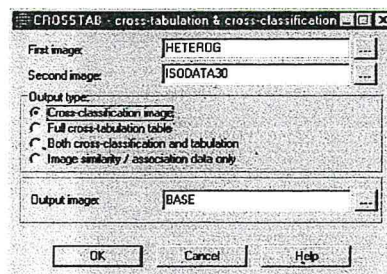 CROSSTAB - cross-tabulation & cross-classification
First image: HETEROG ...
Second image: ISODATA30 ...
Output type:
Cross-classification image
Full cross-tabulation table
Both cross-classification and tabulation
Image similarity / association data only
Output image: BASE ...
OK Cancel Help